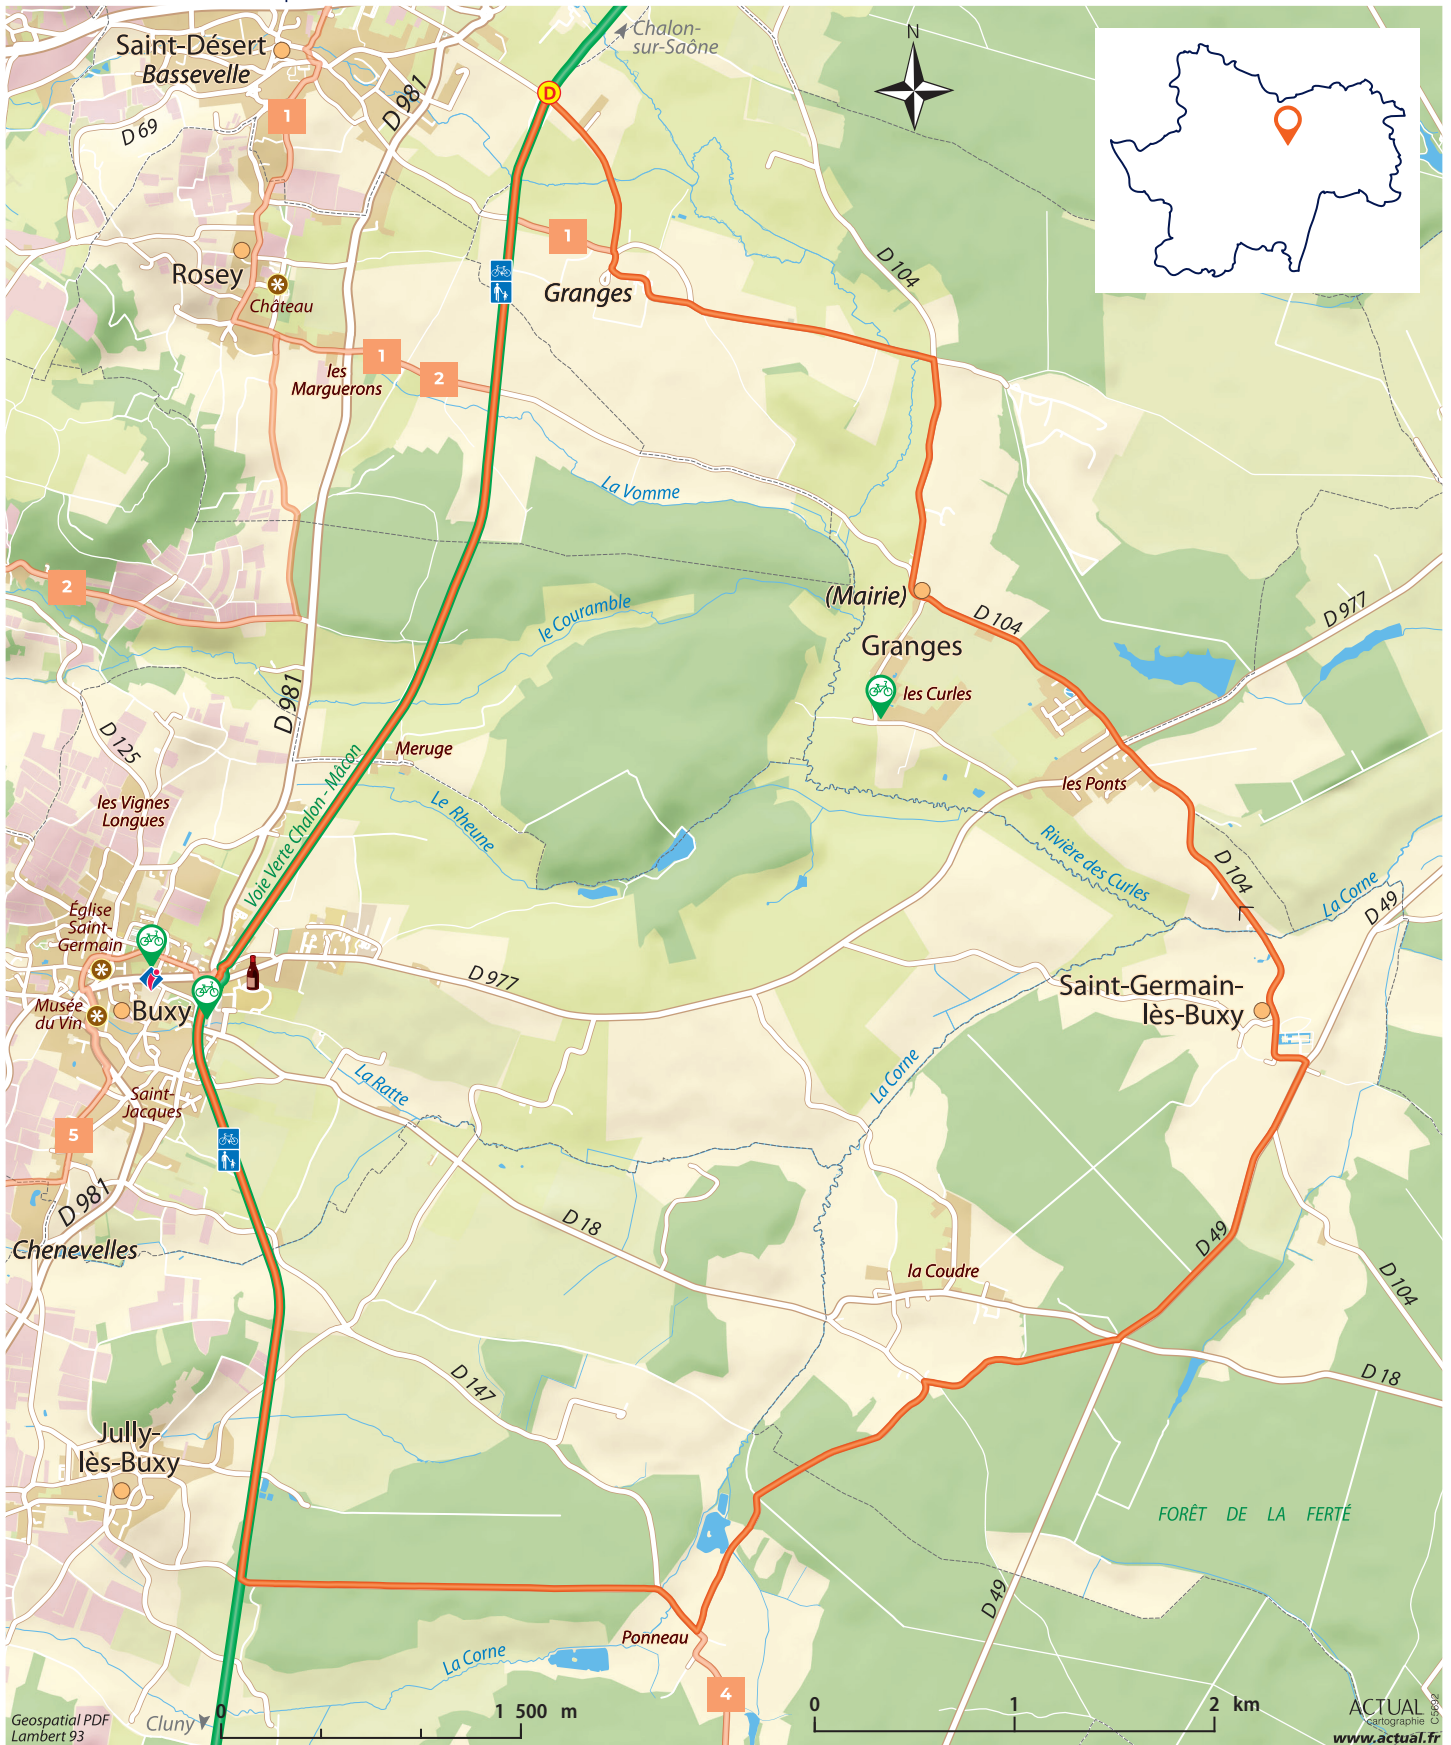 Chalon-
sur-Saône
N
Saint-Désert
Bassevelle
D 981
D 69
1
D
1
D 104
Rosey
Château
Granges
1
2
les
Marguerons
La Vomme
2
le Couramble
(Mairie)
D 104
D 977
Granges
les Curles
D 981
D 125
Meruge
les Ponts
Voie Verte Chalon - Mâcon
les Vignes
Longues
Le Rheune
Rivière des Curles
D 104
La Corne
D 49
Église
Saint-
Germain
D 977
Saint-Germain-
lès-Buxy
Musée
du Vin
Buxy
La Corne
La Ratte
Saint-
Jacques
5
D 981
D 18
D 49
Chenevelles
la Coudre
D 104
D 147
D 18
Jully-
lès-Buxy
FORÊT DE LA FERTÉ
D 49
Ponneau
La Corne
4
Cluny
Geospatial PDF
Lambert 93
0 1 500 m
0 1 2 km
ACTUAL
cartographie
C5692
www.actual.fr